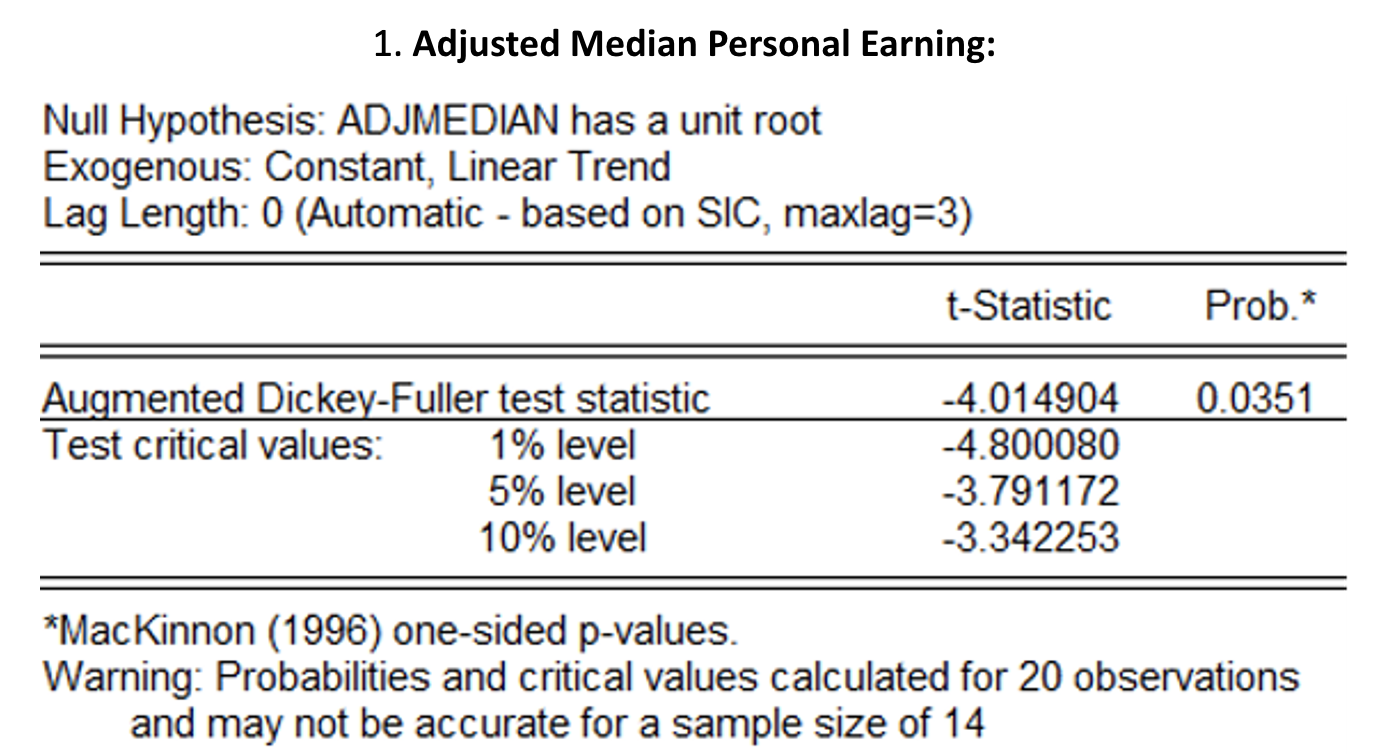 1. Adjusted Median Personal Earning:
Null Hypothesis: ADJMEDIAN has a unit root
Exogenous: Constant, Linear Trend
Lag Length: 0 (Automatic - based on SIC, maxlag=3)
t-Statistic Prob.*
Augmented Dickey-Fuller test statistic -4.014904 0.0351
Test critical values: 1% level -4.800080
5% level -3.791172
10% level -3.342253
*MacKinnon (1996) one-sided p-values.
Warning: Probabilities and critical values calculated for 20 observations
and may not be accurate for a sample size of 14